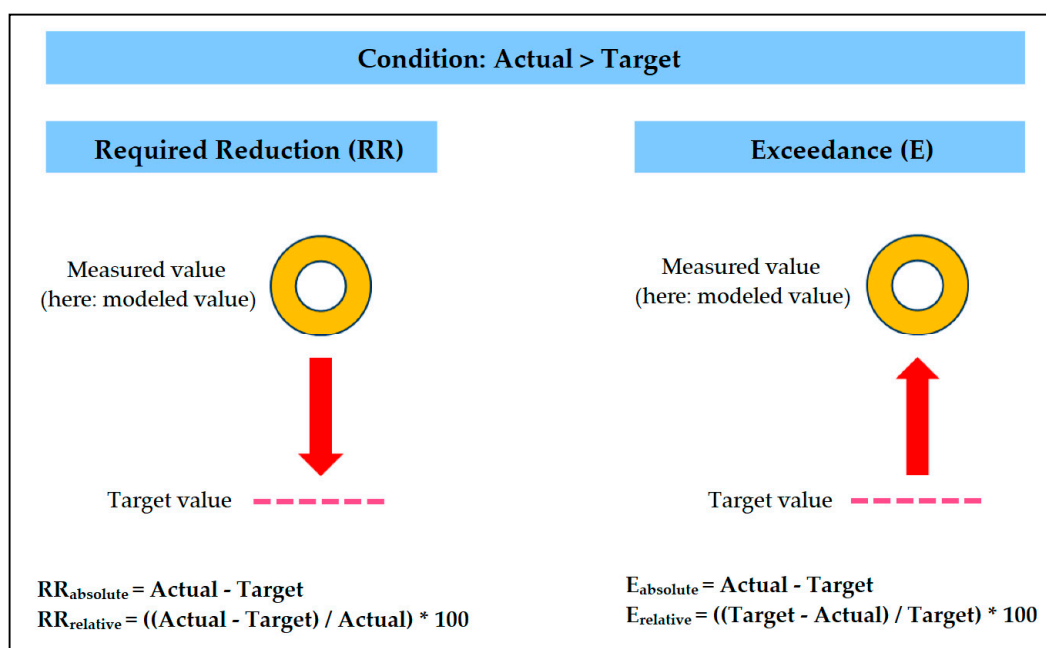 Condition: Actual > Target
Required Reduction (RR)
Exceedance (E)
Measured value
(here: modeled value)
Measured value
(here: modeled value)
Target value
Target value
RRabsolute = Actual - Target
RRrelative = ((Actual - Target) / Actual) * 100
Eabsolute = Actual - Target
Erelative = ((Target - Actual) / Target) * 100